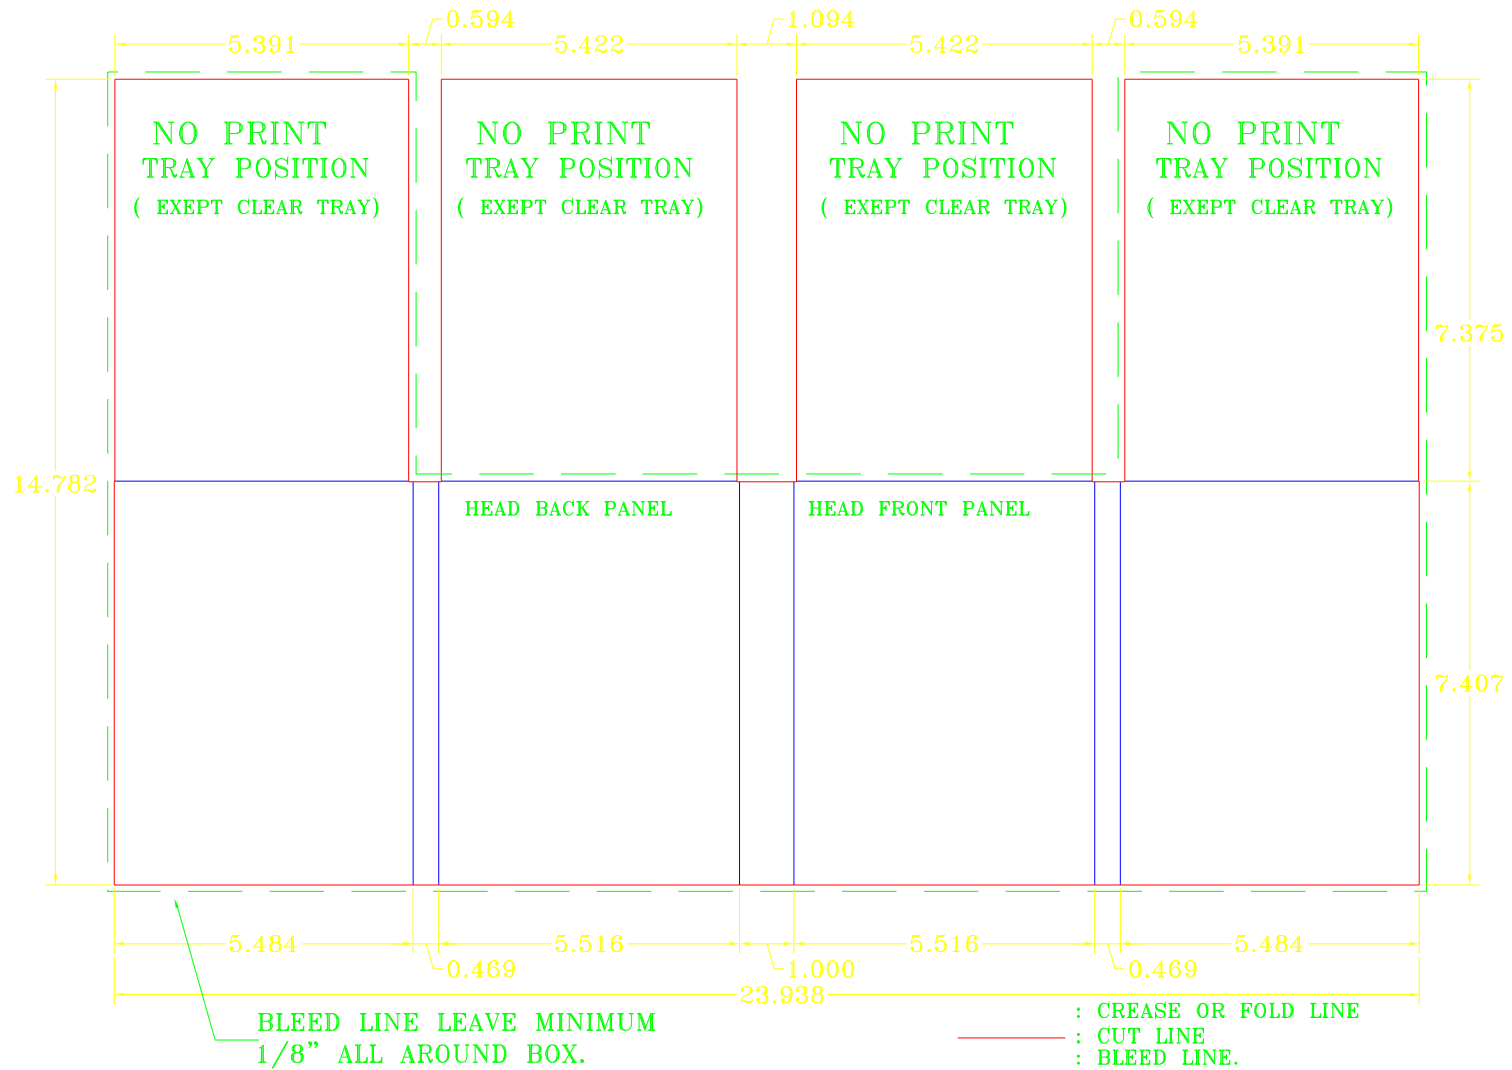 0.594
1.094
0.594
5.391
5.422
5.422
5.391
NO PRINT
TRAY POSITION
( EXEPT CLEAR TRAY)
NO PRINT
TRAY POSITION
( EXEPT CLEAR TRAY)
NO PRINT
TRAY POSITION
( EXEPT CLEAR TRAY)
NO PRINT
TRAY POSITION
( EXEPT CLEAR TRAY)
7.375
14.782
HEAD BACK PANEL
HEAD FRONT PANEL
7.407
5.484
5.516
5.516
5.484
0.469
1.000
0.469
23.938
BLEED LINE LEAVE MINIMUM
1/8" ALL AROUND BOX.
: CREASE OR FOLD LINE
: CUT LINE
: BLEED LINE.